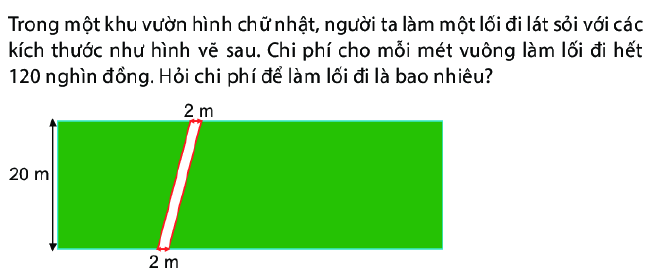 Trong một khu vườn hình chữ nhật, người ta làm một lối đi lát sỏi với các
kích thước như hình vẽ sau. Chi phí cho mỗi mét vuông làm lối đi hết
120 nghìn đồng. Hỏi chi phí để làm lối đi là bao nhiêu?
2 m
20 m
2 m